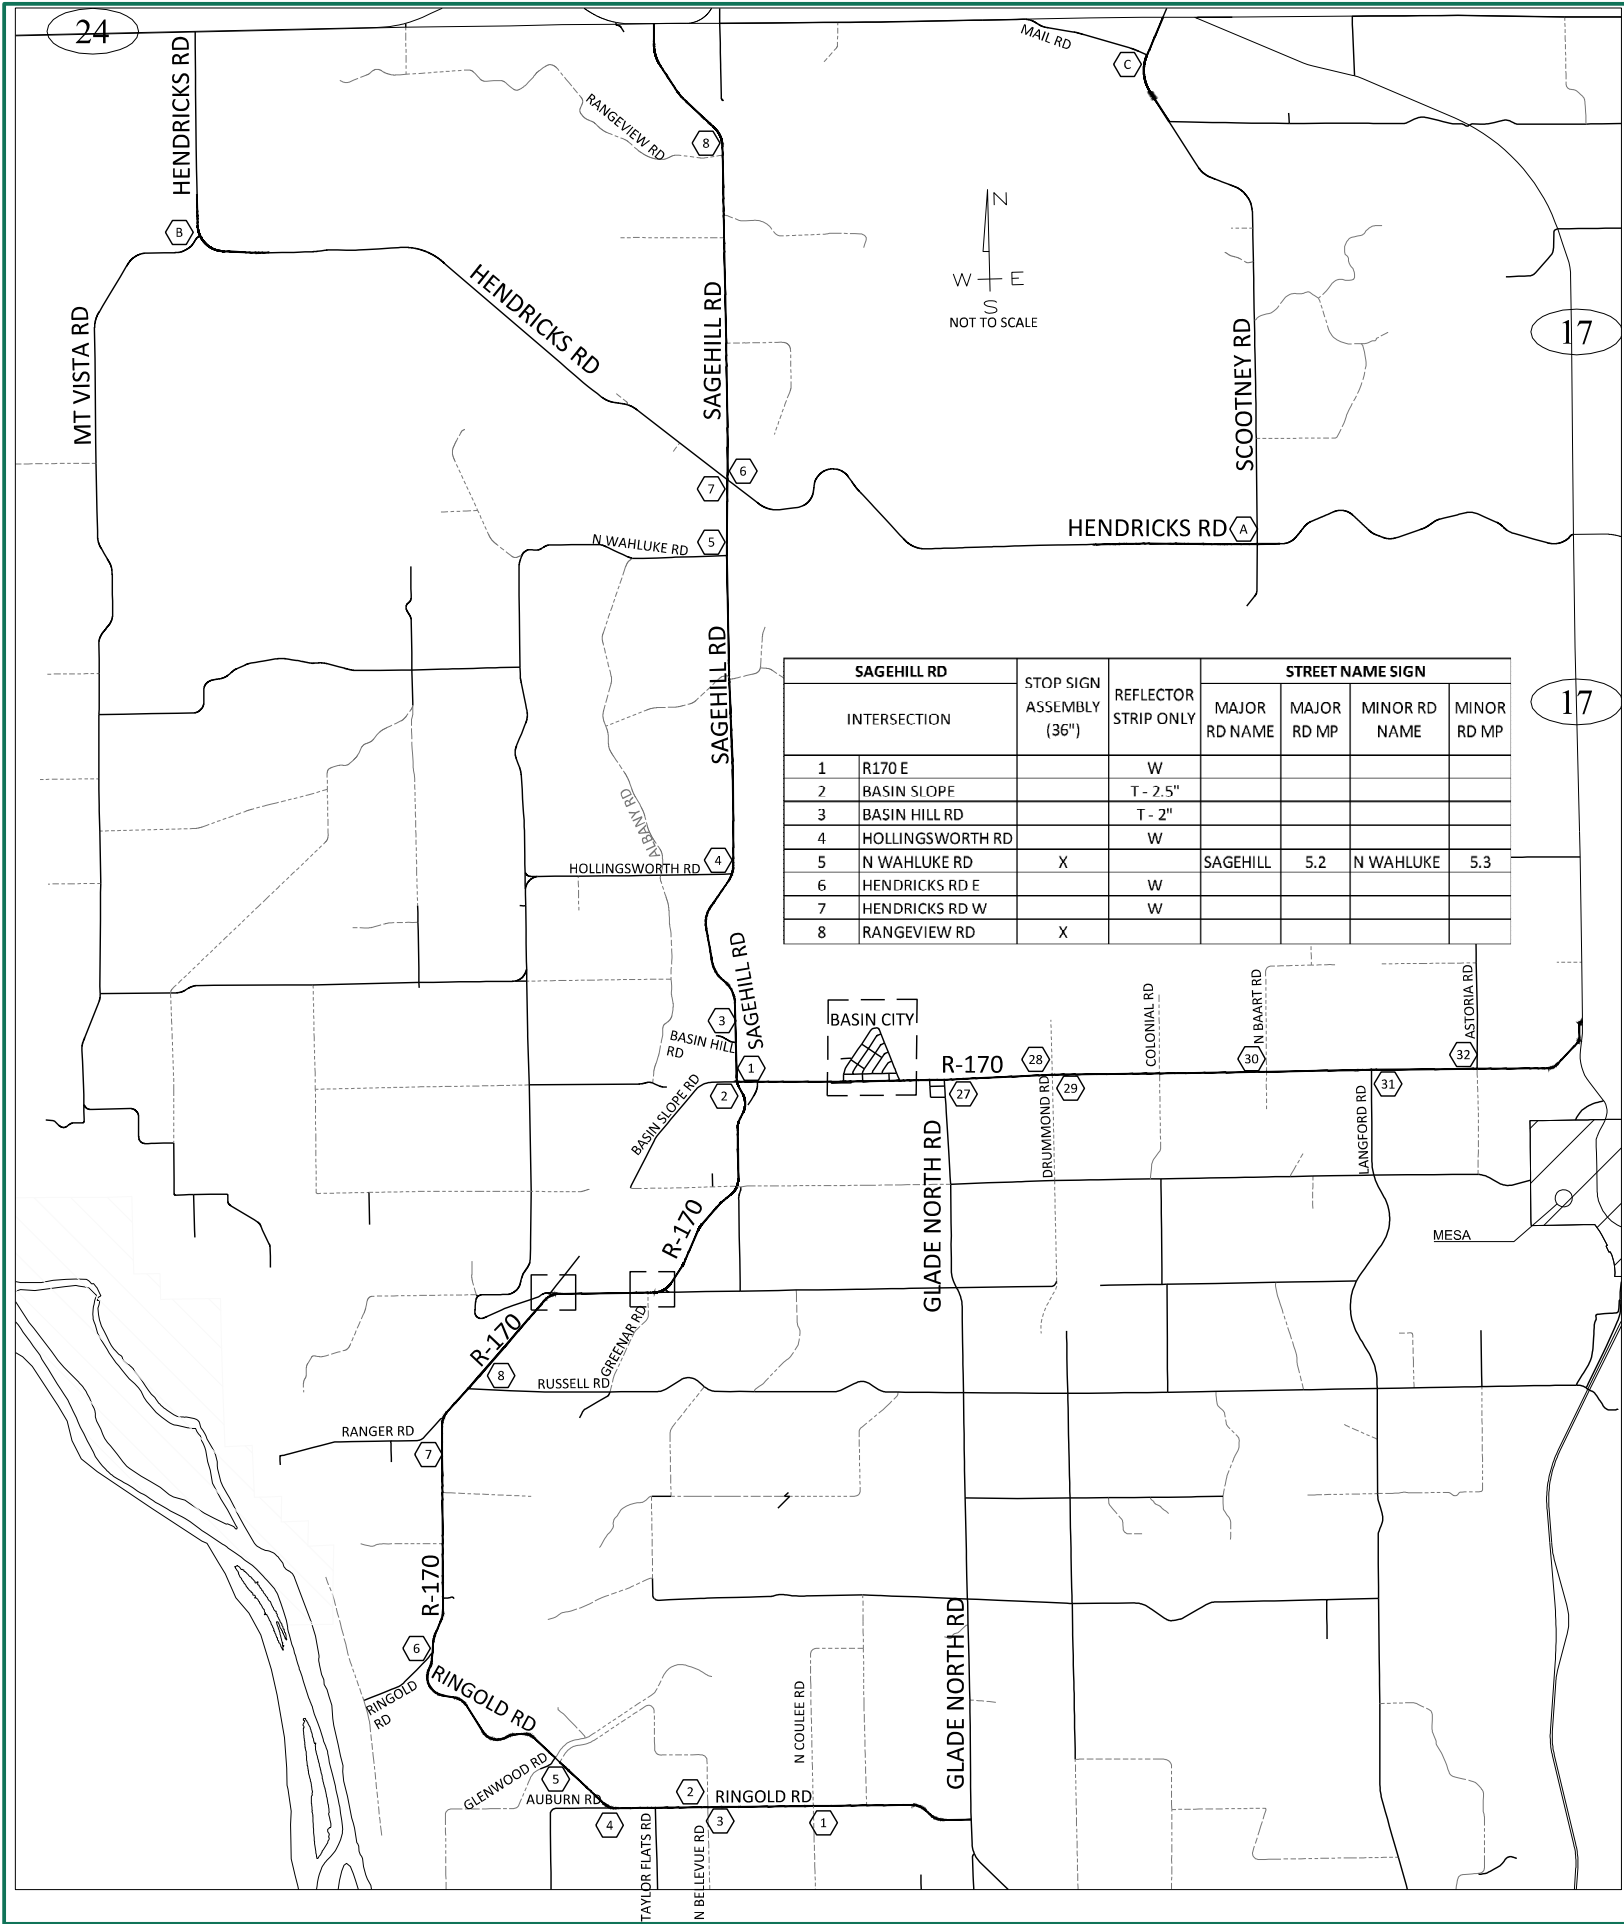 24
HENDRICKS RD
MAIL RD
C
RANGEVIEW RD
8
B
N
W E
S
NOT TO SCALE
HENDRICKS RD
SAGEHILL RD
MT VISTA RD
SCOOTNEY RD
17
6
7
5
N WAHLUKE RD
HENDRICKS RD
A
SAGEHILL RD
SAGEHILL RD
INTERSECTION
STOP SIGN ASSEMBLY (36")
REFLECTOR STRIP ONLY
STREET NAME SIGN
MAJOR RD NAME
MAJOR RD MP
MINOR RD NAME
MINOR RD MP
1 R170 E W
2 BASIN SLOPE T - 2.5"
3 BASIN HILL RD T - 2"
4 HOLLINGSWORTH RD W
5 N WAHLUKE RD X SAGEHILL 5.2 N WAHLUKE 5.3
6 HENDRICKS RD E W
7 HENDRICKS RD W W
8 RANGEVIEW RD X
17
ALBANY RD
HOLLINGSWORTH RD
4
SAGEHILL RD
3
BASIN HILL
RD
1
2
BASIN SLOPE RD
BASIN CITY
R-170
27
28
29
DRUMMOND RD
COLONIAL RD
N BAART RD
30
31
LANGFORD RD
ASTORIA RD
32
GLADE NORTH RD
MESA
R-170
R-170
GREENAR RD
8
RUSSELL RD
RANGER RD
7
R-170
6
RINGOLD
RD
RINGOLD RD
GLENWOOD RD
5
AUBURN RD
4
TAYLOR FLATS RD
2
N BELLEVUE RD
3
RINGOLD RD
N COULEE RD
1
GLADE NORTH RD